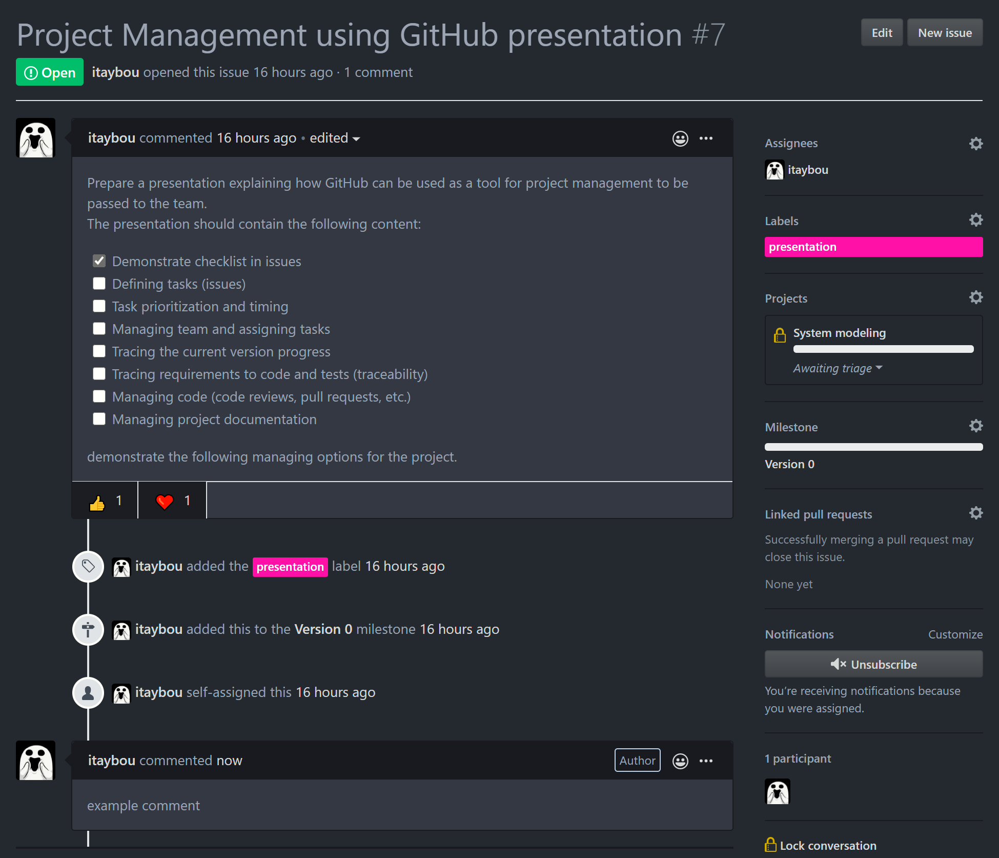 Project Management using GitHub presentation #7
Edit
New issue
Open
itaybou opened this issue 16 hours ago · 1 comment
itaybou commented 16 hours ago • edited
Prepare a presentation explaining how GitHub can be used as a tool for project management to be
passed to the team.
The presentation should contain the following content:
Demonstrate checklist in issues
Defining tasks (issues)
Task prioritization and timing
Managing team and assigning tasks
Tracing the current version progress
Tracing requirements to code and tests (traceability)
Managing code (code reviews, pull requests, etc.)
Managing project documentation
demonstrate the following managing options for the project.
1
1
itaybou added the presentation label 16 hours ago
itaybou added this to the Version 0 milestone 16 hours ago
itaybou self-assigned this 16 hours ago
itaybou commented now
Author
example comment
Assignees
itaybou
Labels
presentation
Projects
System modeling
Awaiting triage
Milestone
Version 0
Linked pull requests
Successfully merging a pull request may
close this issue.
None yet
Notifications
Customize
Unsubscribe
You’re receiving notifications because
you were assigned.
1 participant
Lock conversation